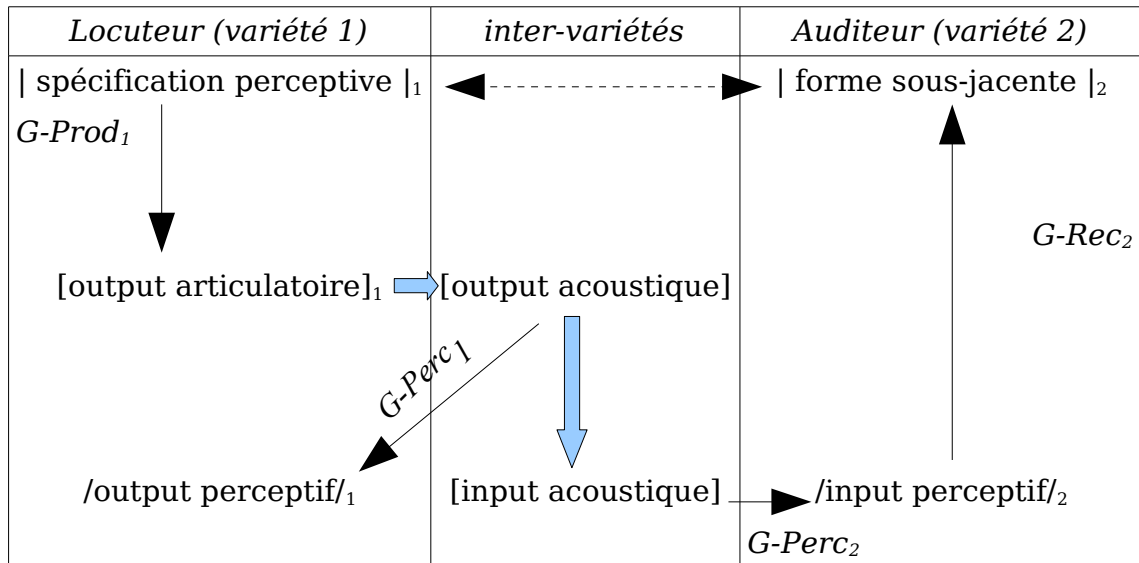 Locuteur (variété 1) inter-variétés Auditeur (variété 2)
| spécification perceptive |₁ | forme sous-jacente |₂
G-Prod₁
G-Rec₂
[output articulatoire]₁ [output acoustique]
G-Perc₁
/output perceptif/₁ [input acoustique] /input perceptif/₂
G-Perc₂